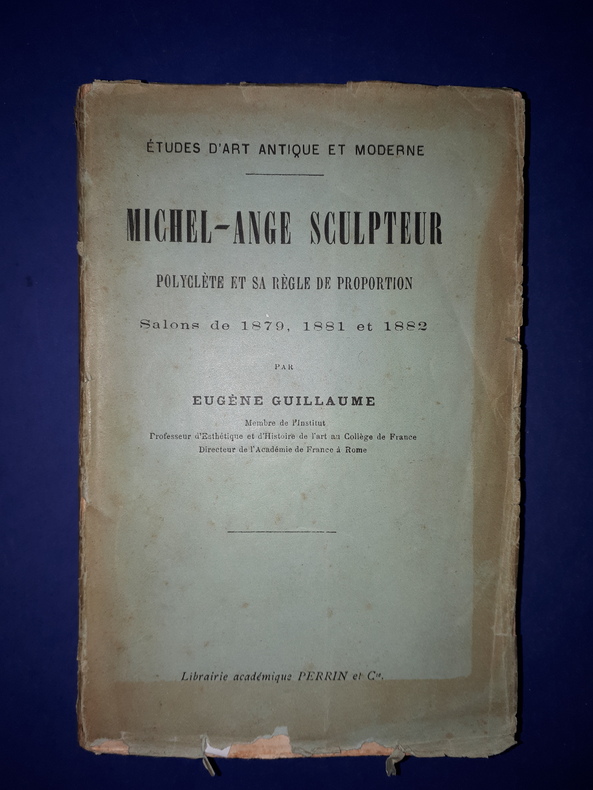 ÉTUDES D'ART ANTIQUE ET MODERNE
MICHEL-ANGE SCULPTEUR
POLYCLÈTE ET SA RÈGLE DE PROPORTION
Salons de 1879, 1881 et 1882
PAR
EUGÈNE GUILLAUME
Membre de l'Institut
Professeur d'Esthétique et d'Histoire de l'art au Collège de France
Directeur de l'Académie de France à Rome
Librairie académique PERRIN et Cie.